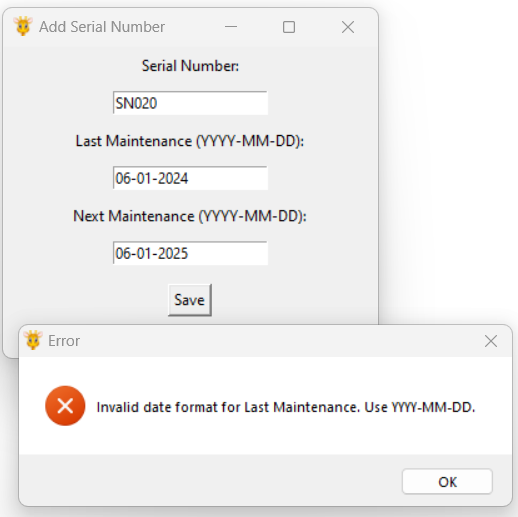 Add Serial Number
Serial Number:
SN020
Last Maintenance (YYYY-MM-DD):
06-01-2024
Next Maintenance (YYYY-MM-DD):
06-01-2025
Save
Error
Invalid date format for Last Maintenance. Use YYYY-MM-DD.
OK